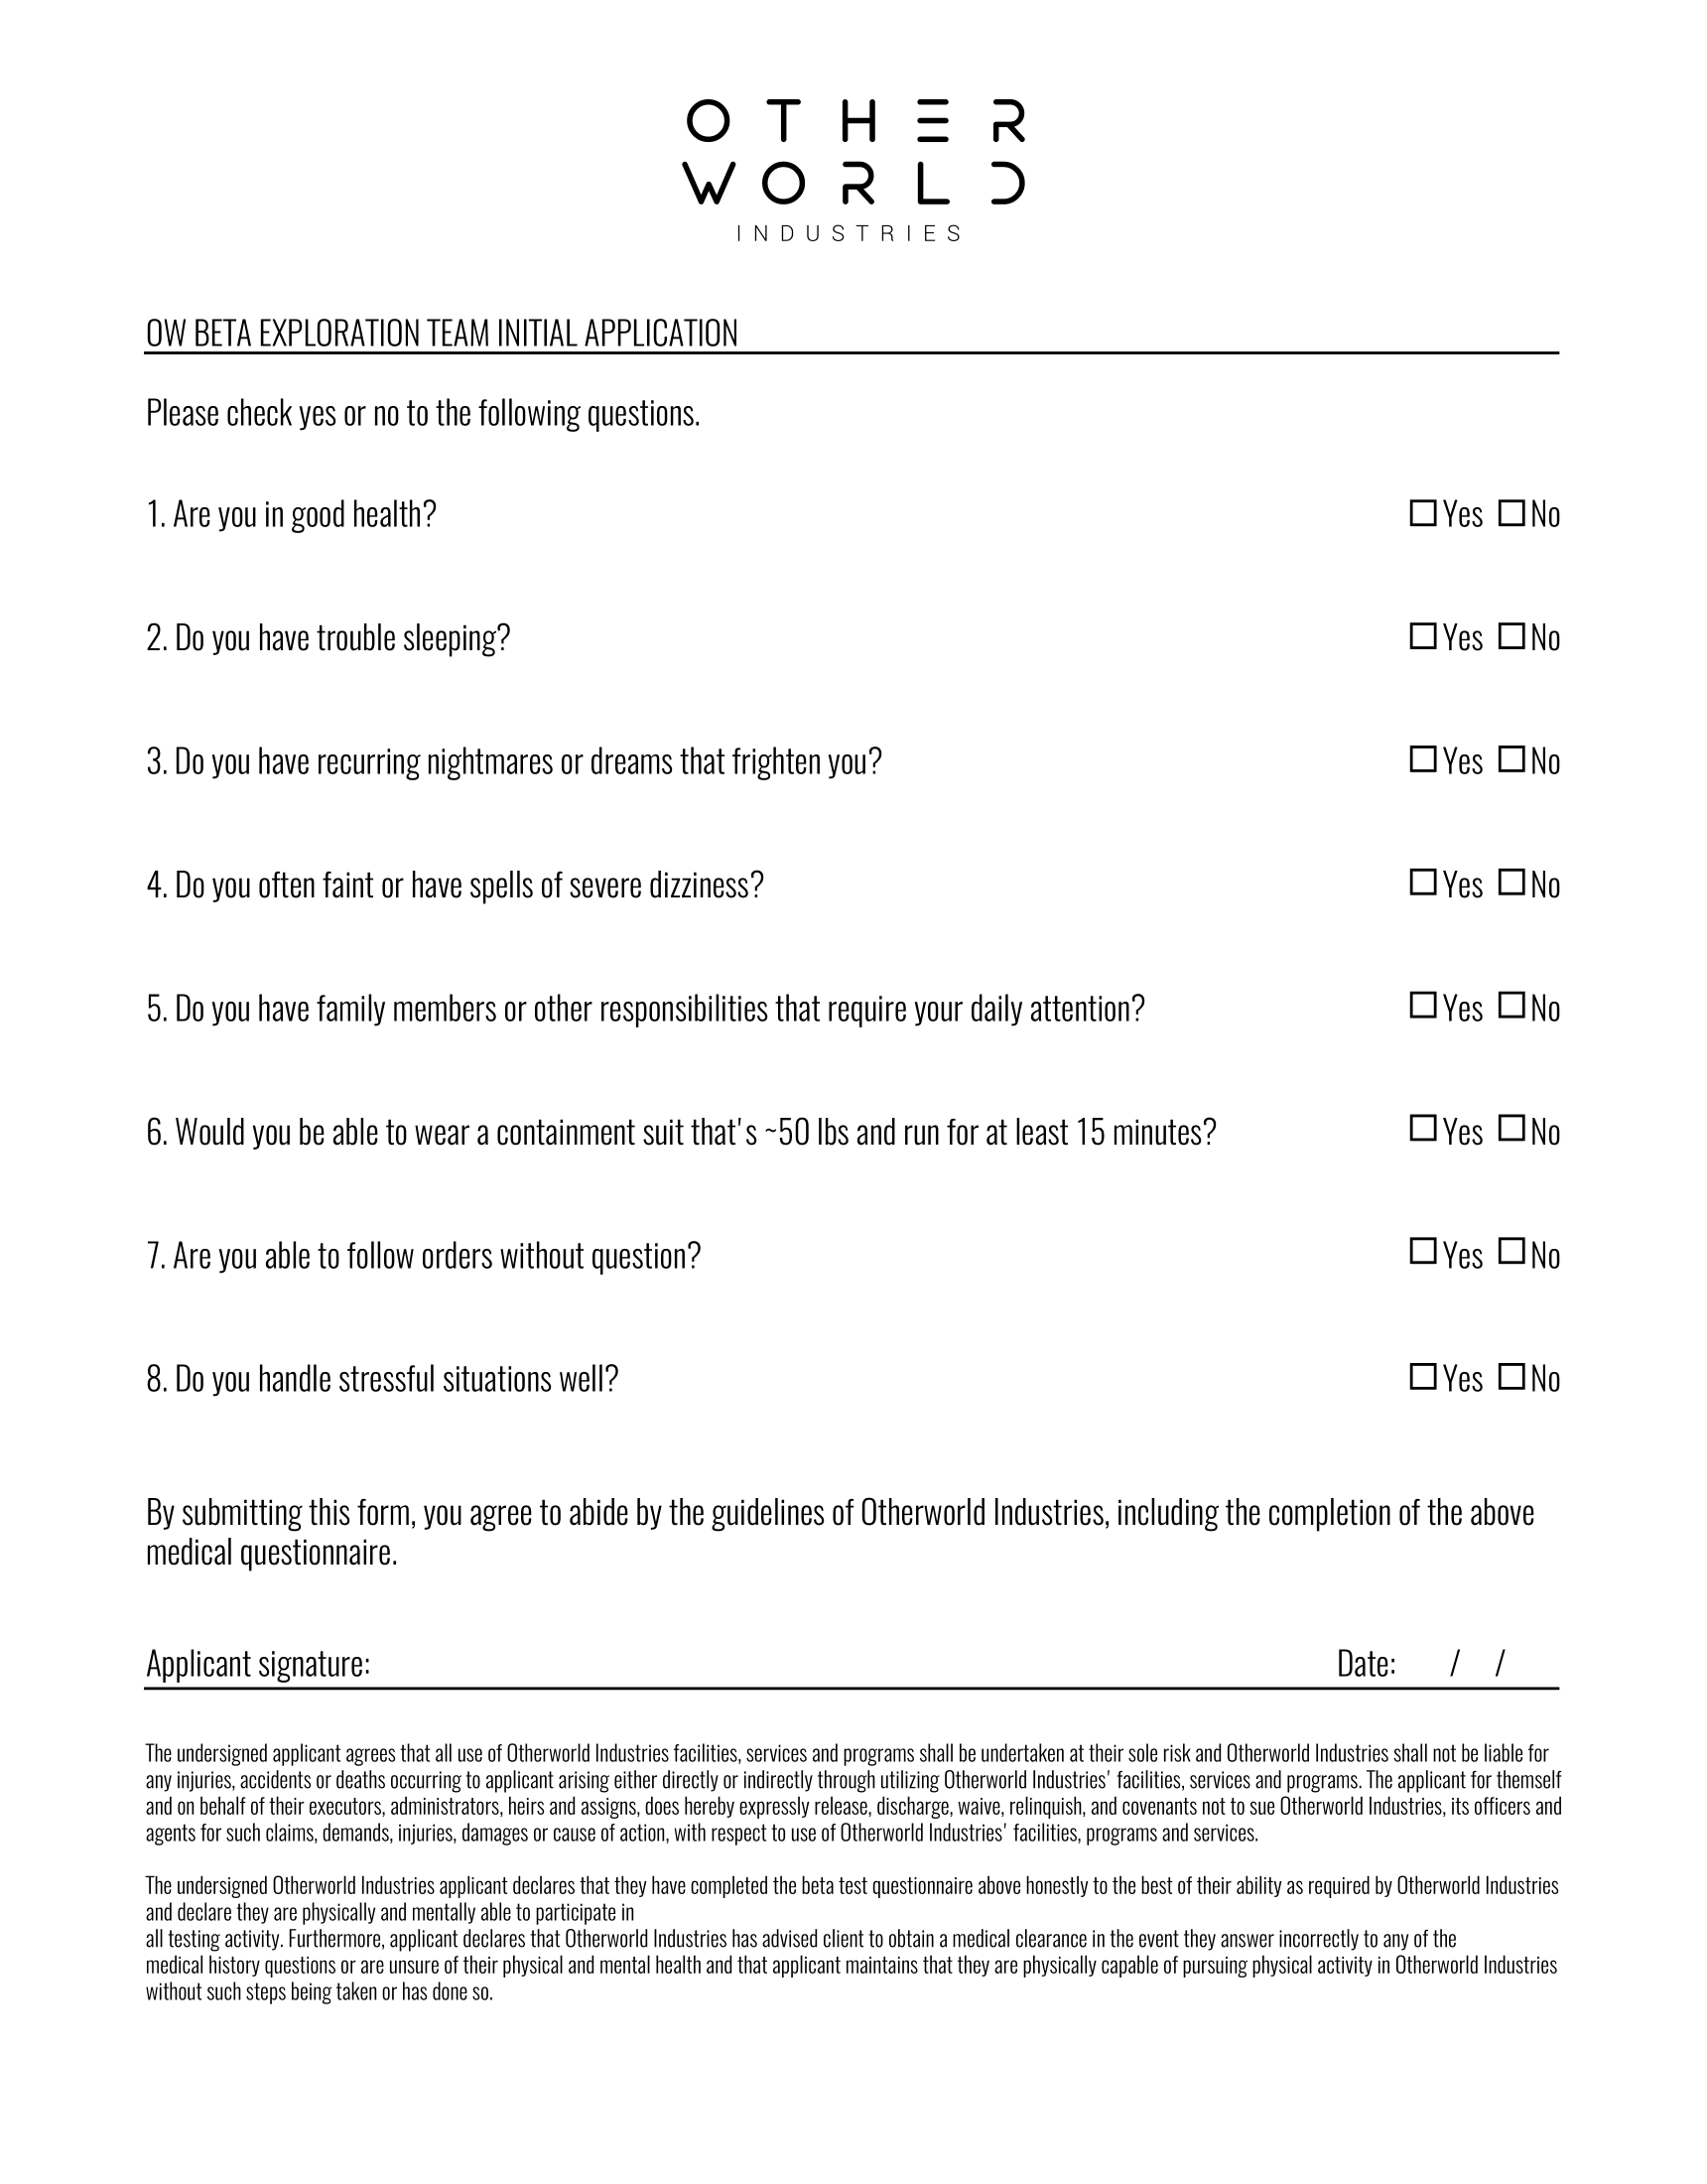 OTHER
WORLD
INDUSTRIES
OW BETA EXPLORATION TEAM INITIAL APPLICATION
Please check yes or no to the following questions.
1. Are you in good health? ☐Yes ☐No
2. Do you have trouble sleeping? ☐Yes ☐No
3. Do you have recurring nightmares or dreams that frighten you? ☐Yes ☐No
4. Do you often faint or have spells of severe dizziness? ☐Yes ☐No
5. Do you have family members or other responsibilities that require your daily attention? ☐Yes ☐No
6. Would you be able to wear a containment suit that's ~50 lbs and run for at least 15 minutes? ☐Yes ☐No
7. Are you able to follow orders without question? ☐Yes ☐No
8. Do you handle stressful situations well? ☐Yes ☐No
By submitting this form, you agree to abide by the guidelines of Otherworld Industries, including the completion of the above
medical questionnaire.
Applicant signature: Date: / /
The undersigned applicant agrees that all use of Otherworld Industries facilities, services and programs shall be undertaken at their sole risk and Otherworld Industries shall not be liable for
any injuries, accidents or deaths occurring to applicant arising either directly or indirectly through utilizing Otherworld Industries' facilities, services and programs. The applicant for themself
and on behalf of their executors, administrators, heirs and assigns, does hereby expressly release, discharge, waive, relinquish, and covenants not to sue Otherworld Industries, its officers and
agents for such claims, demands, injuries, damages or cause of action, with respect to use of Otherworld Industries' facilities, programs and services.
The undersigned Otherworld Industries applicant declares that they have completed the beta test questionnaire above honestly to the best of their ability as required by Otherworld Industries
and declare they are physically and mentally able to participate in
all testing activity. Furthermore, applicant declares that Otherworld Industries has advised client to obtain a medical clearance in the event they answer incorrectly to any of the
medical history questions or are unsure of their physical and mental health and that applicant maintains that they are physically capable of pursuing physical activity in Otherworld Industries
without such steps being taken or has done so.